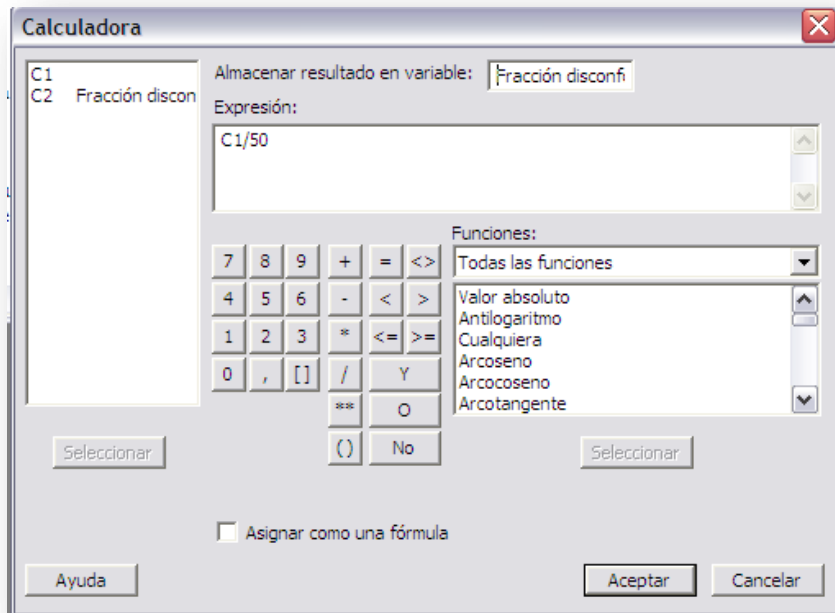 Calculadora
C1
C2 Fracción discon
Almacenar resultado en variable: Fracción disconf
Expresión:
C1/50
Funciones:
Todas las funciones
7 8 9 + = <>
4 5 6 - < >
1 2 3 * <= >=
0 , [] / Y
** O
() No
Valor absoluto
Antilogaritmo
Cualquiera
Arcoseno
Arcocoseno
Arcotangente
Seleccionar
Seleccionar
Asignar como una fórmula
Ayuda
Aceptar
Cancelar